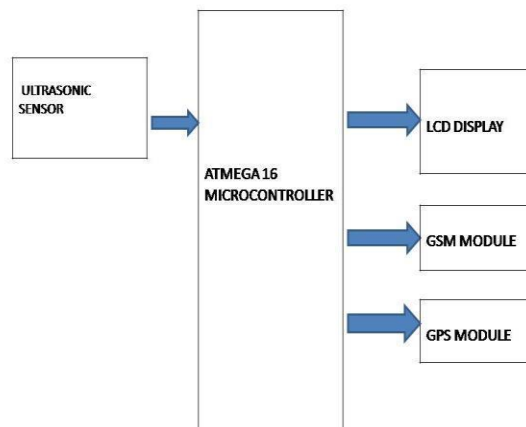 ULTRASONIC
SENSOR
ATMEGA 16
MICROCONTROLLER
LCD DISPLAY
GSM MODULE
GPS MODULE